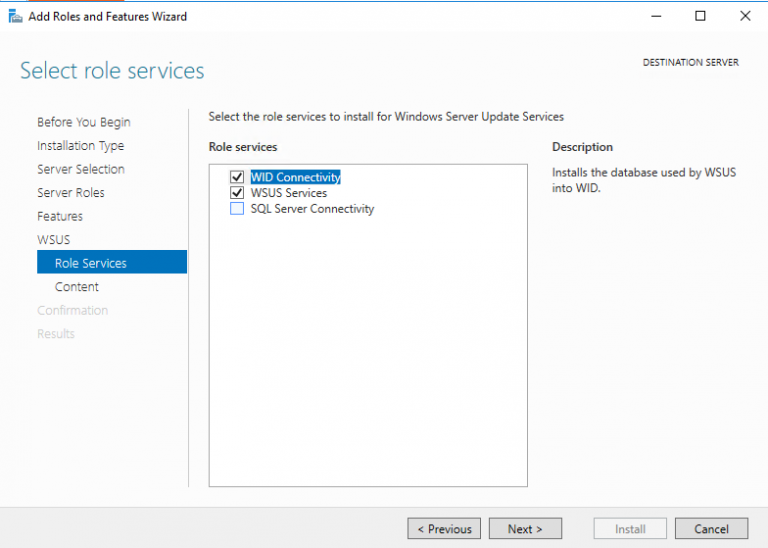 Add Roles and Features Wizard
Select role services
DESTINATION SERVER
Before You Begin
Installation Type
Server Selection
Server Roles
Features
WSUS
Role Services
Content
Confirmation
Results
Select the role services to install for Windows Server Update Services
Role services
WID Connectivity
WSUS Services
SQL Server Connectivity
Description
Installs the database used by WSUS
into WID.
< Previous
Next >
Install
Cancel